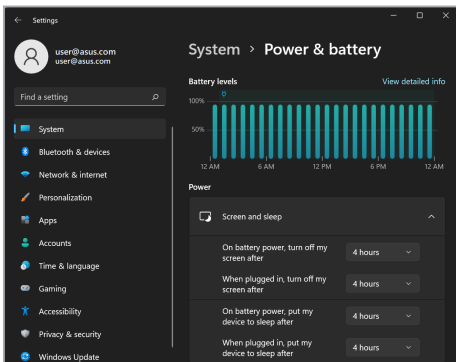 Settings
user@asus.com
user@asus.com
Find a setting
System
Bluetooth & devices
Network & internet
Personalization
Apps
Accounts
Time & language
Gaming
Accessibility
Privacy & security
Windows Update
System > Power & battery
Battery levels
View detailed info
100%
50%
12 AM
6 AM
12 PM
6 PM
12 AM
Power
Screen and sleep
On battery power, turn off my
screen after
4 hours
When plugged in, turn off my
screen after
4 hours
On battery power, put my
device to sleep after
4 hours
When plugged in, put my
device to sleep after
4 hours